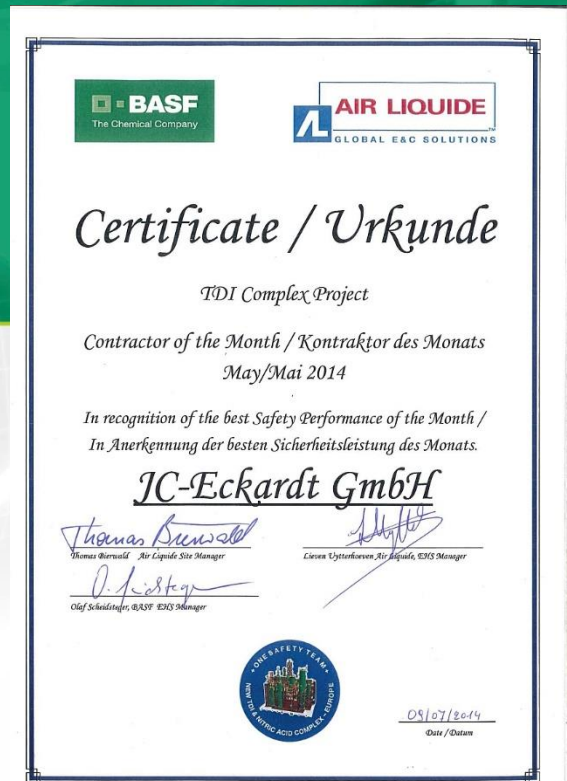 BASF
The Chemical Company
AIR LIQUIDE
™
GLOBAL E&C SOLUTIONS
Certificate / Urkunde
TDI Complex Project
Contractor of the Month / Kontraktor des Monats
May/Mai 2014
In recognition of the best Safety Performance of the Month /
In Anerkennung der besten Sicherheitsleistung des Monats.
JC-Eckardt GmbH
Thomas Bierwald Air Liquide Site Manager
Lieven Uytterhoeven, Air Liquide, EHS Manager
Olaf Scheidsteger, BASF EHS Manager
ONE SAFETY TEAM
NEW TDI & NITRIC ACID COMPLEX - EUROPE
09/07/2014
Date / Datum